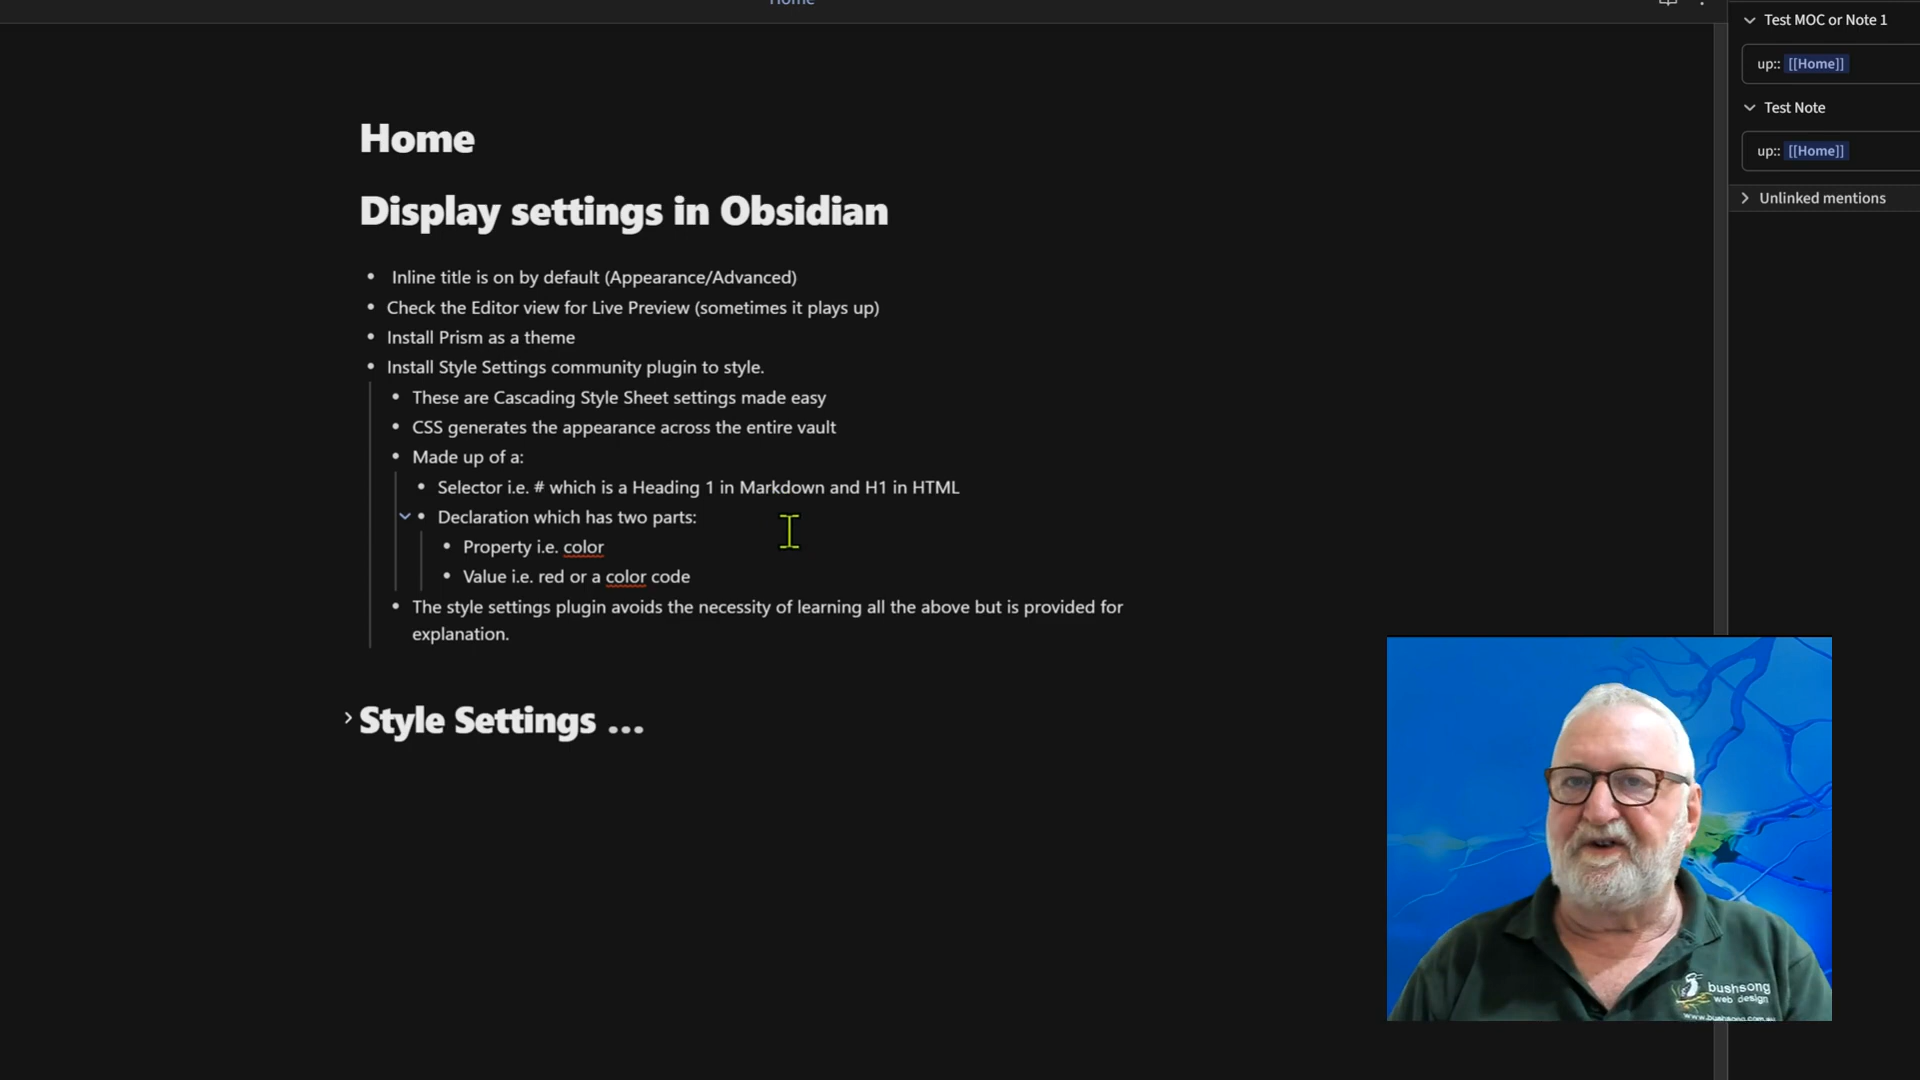 Home
Test MOC or Note 1
up:: [[Home]]
Test Note
up:: [[Home]]
Unlinked mentions
Home
Display settings in Obsidian
Inline title is on by default (Appearance/Advanced)
Check the Editor view for Live Preview (sometimes it plays up)
Install Prism as a theme
Install Style Settings community plugin to style.
These are Cascading Style Sheet settings made easy
CSS generates the appearance across the entire vault
Made up of a:
Selector i.e. # which is a Heading 1 in Markdown and H1 in HTML
Declaration which has two parts:
Property i.e. color
Value i.e. red or a color code
The style settings plugin avoids the necessity of learning all the above but is provided for
explanation.
Style Settings ...
bushsong
web design
www.bushsong.com.au